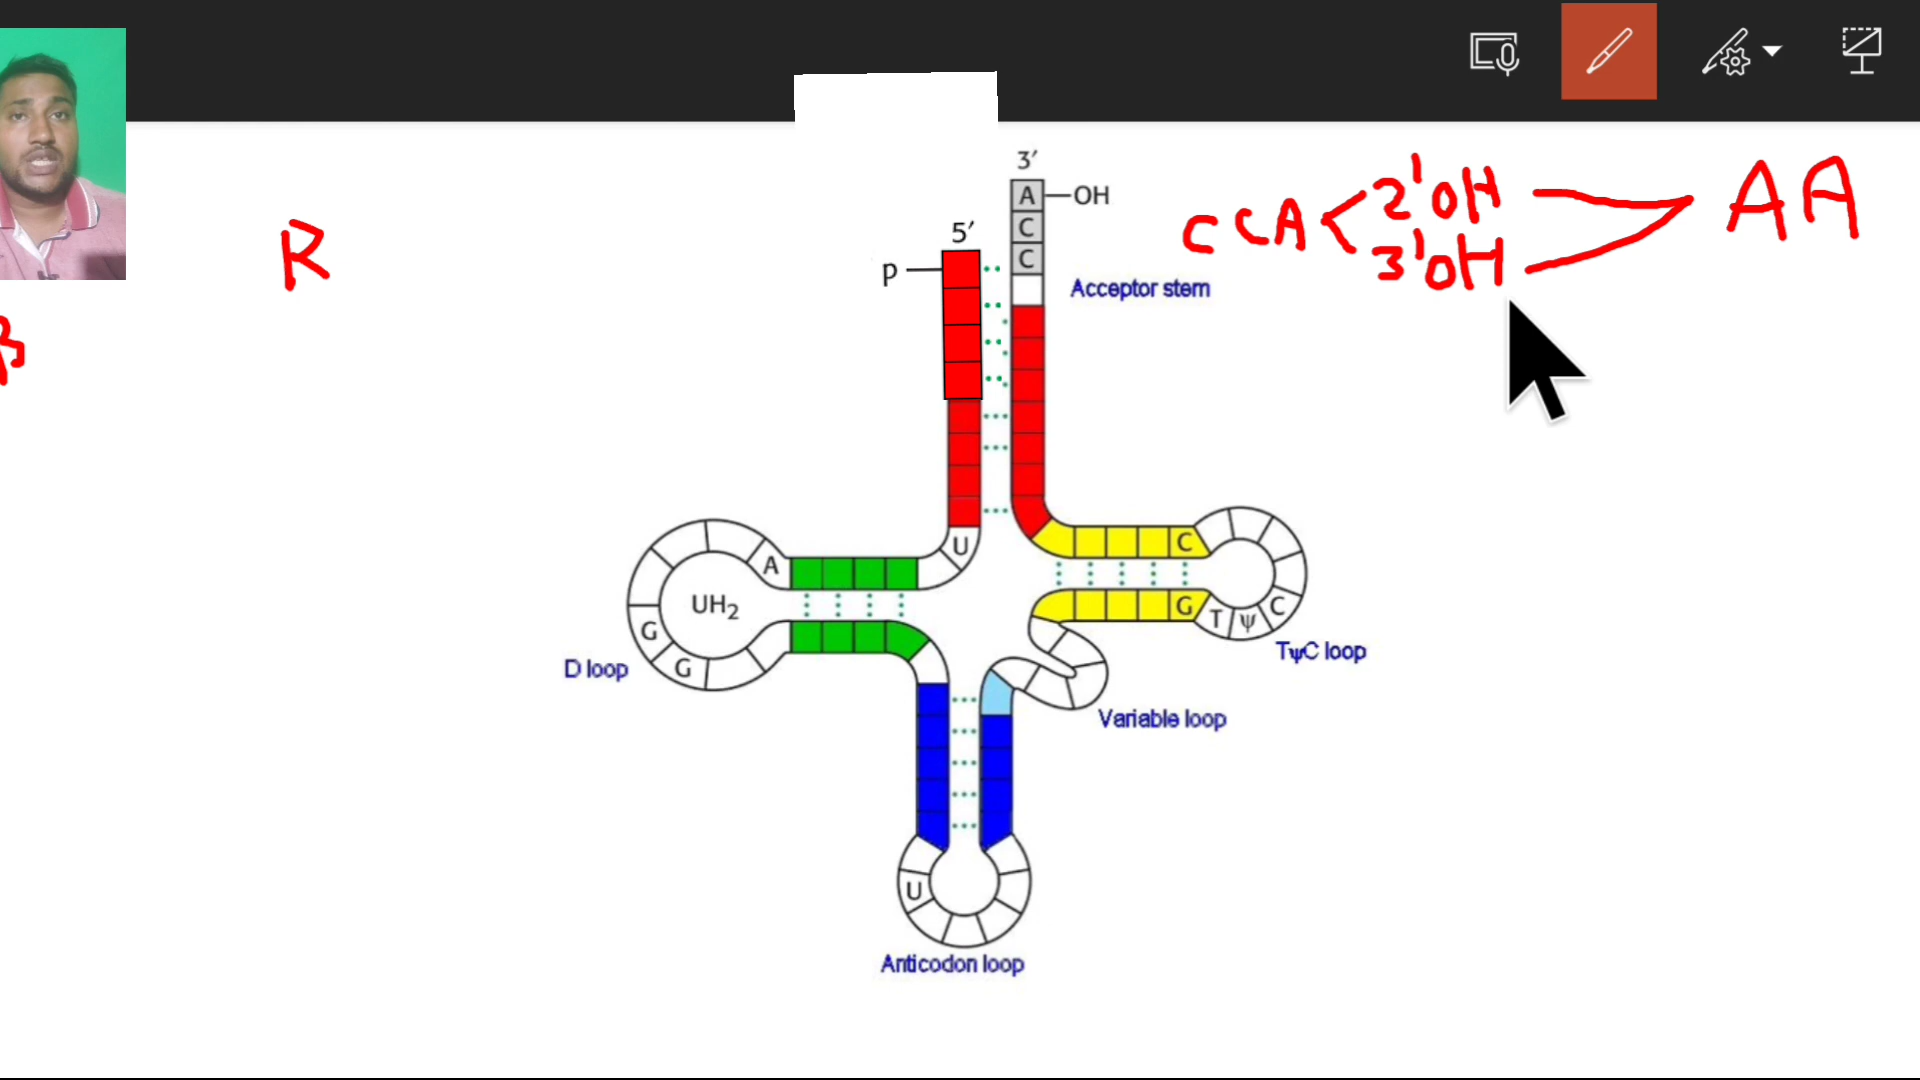 3′
A—OH
C
C
5′
p
CCA < 2'OH
3'OH
AA
R
Acceptor stem
U
A
UH2
G
G
D loop
C
G
T
ψ
C
TψC loop
Variable loop
U
Anticodon loop